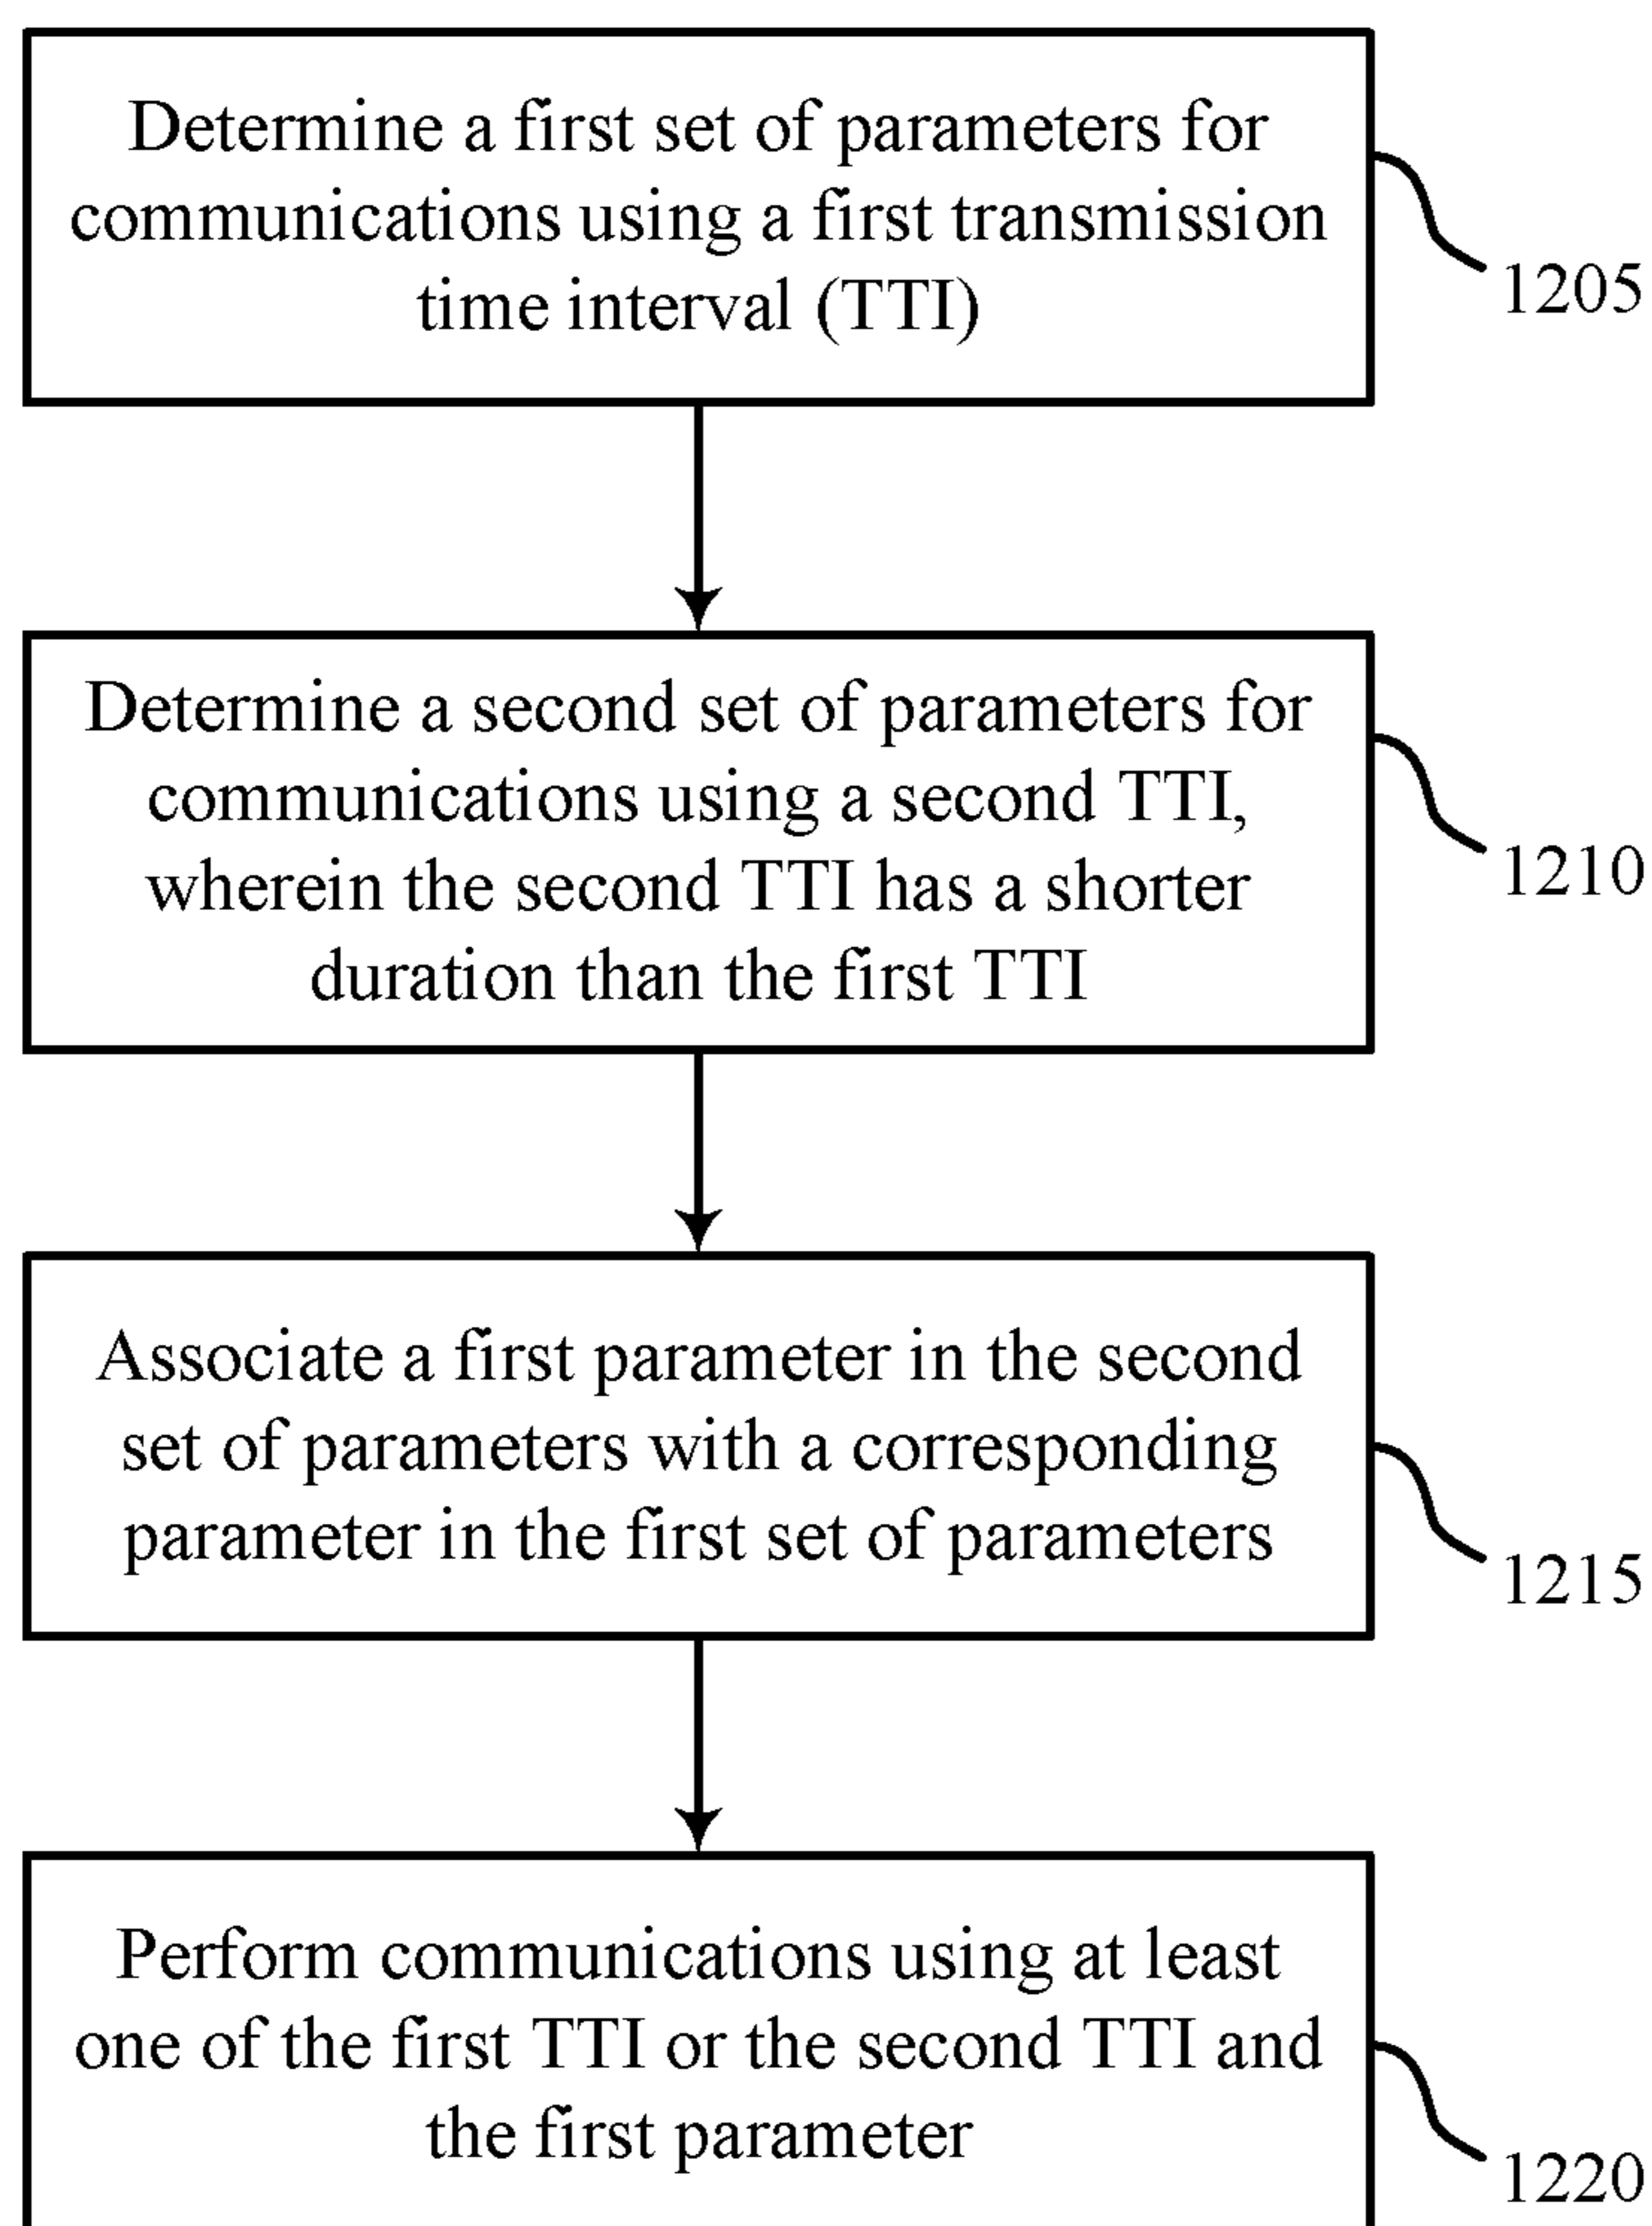 Determine a first set of parameters for
communications using a first transmission
time interval (TTI)
1205
Determine a second set of parameters for
communications using a second TTI,
wherein the second TTI has a shorter
duration than the first TTI
1210
Associate a first parameter in the second
set of parameters with a corresponding
parameter in the first set of parameters
1215
Perform communications using at least
one of the first TTI or the second TTI and
the first parameter
1220